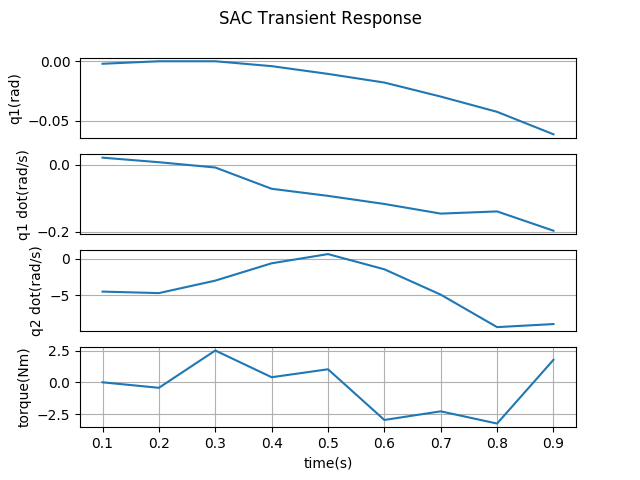 SAC Transient Response
q1(rad)
0.00
−0.05
q1 dot(rad/s)
0.0
−0.2
q2 dot(rad/s)
0
−5
torque(Nm)
2.5
0.0
−2.5
0.1 0.2 0.3 0.4 0.5 0.6 0.7 0.8 0.9
time(s)